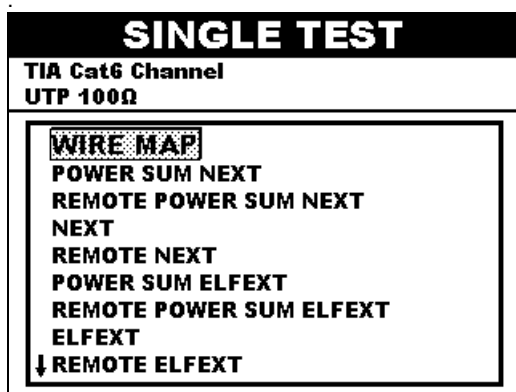 .
SINGLE TEST
TIA Cat6 Channel
UTP 100Ω
WIRE MAP
POWER SUM NEXT
REMOTE POWER SUM NEXT
NEXT
REMOTE NEXT
POWER SUM ELFEXT
REMOTE POWER SUM ELFEXT
ELFEXT
↓ REMOTE ELFEXT